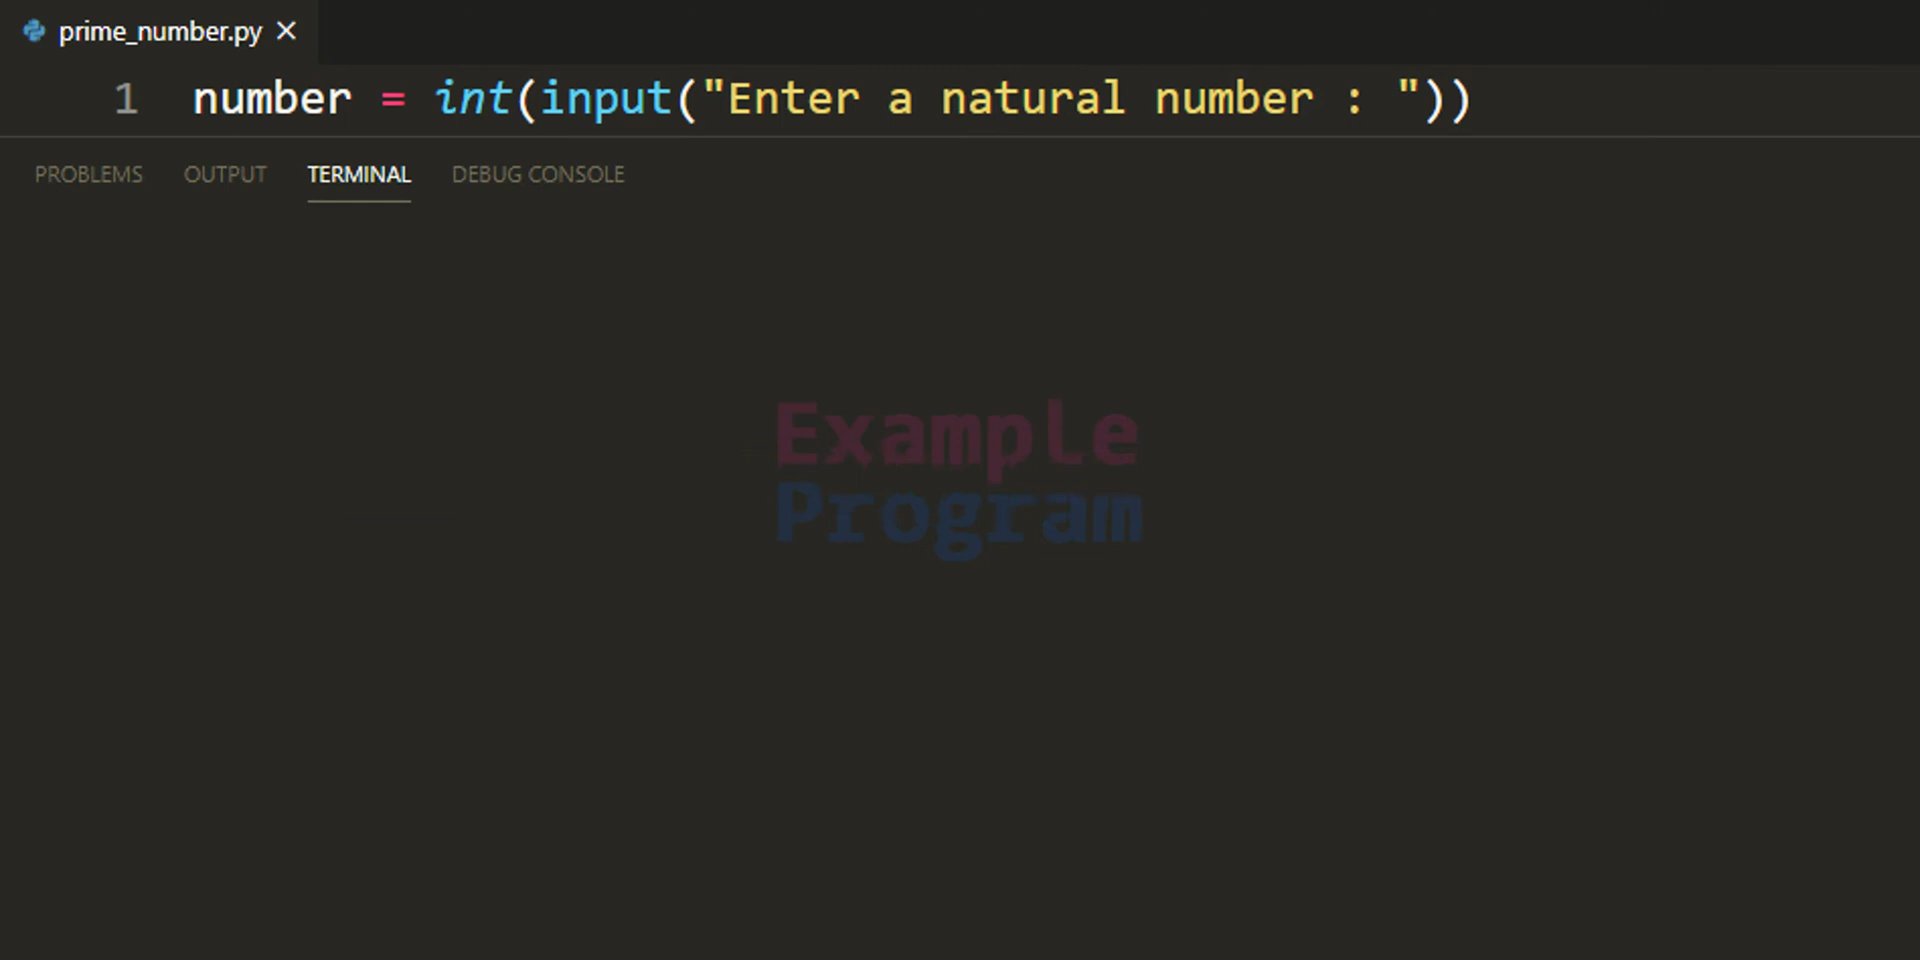 prime_number.py
1 number = int(input("Enter a natural number : "))
PROBLEMS OUTPUT TERMINAL DEBUG CONSOLE
Example
Program